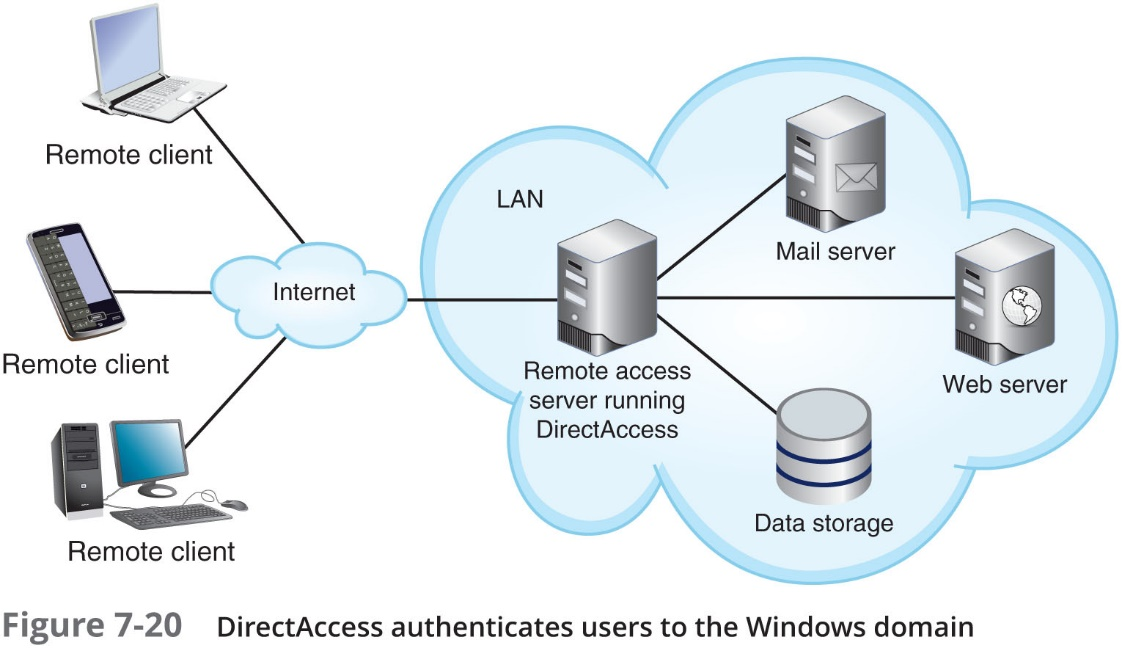 Remote client
LAN
Mail server
Internet
Remote client
Remote access
server running
DirectAccess
Web server
Data storage
Remote client
Figure 7-20 DirectAccess authenticates users to the Windows domain